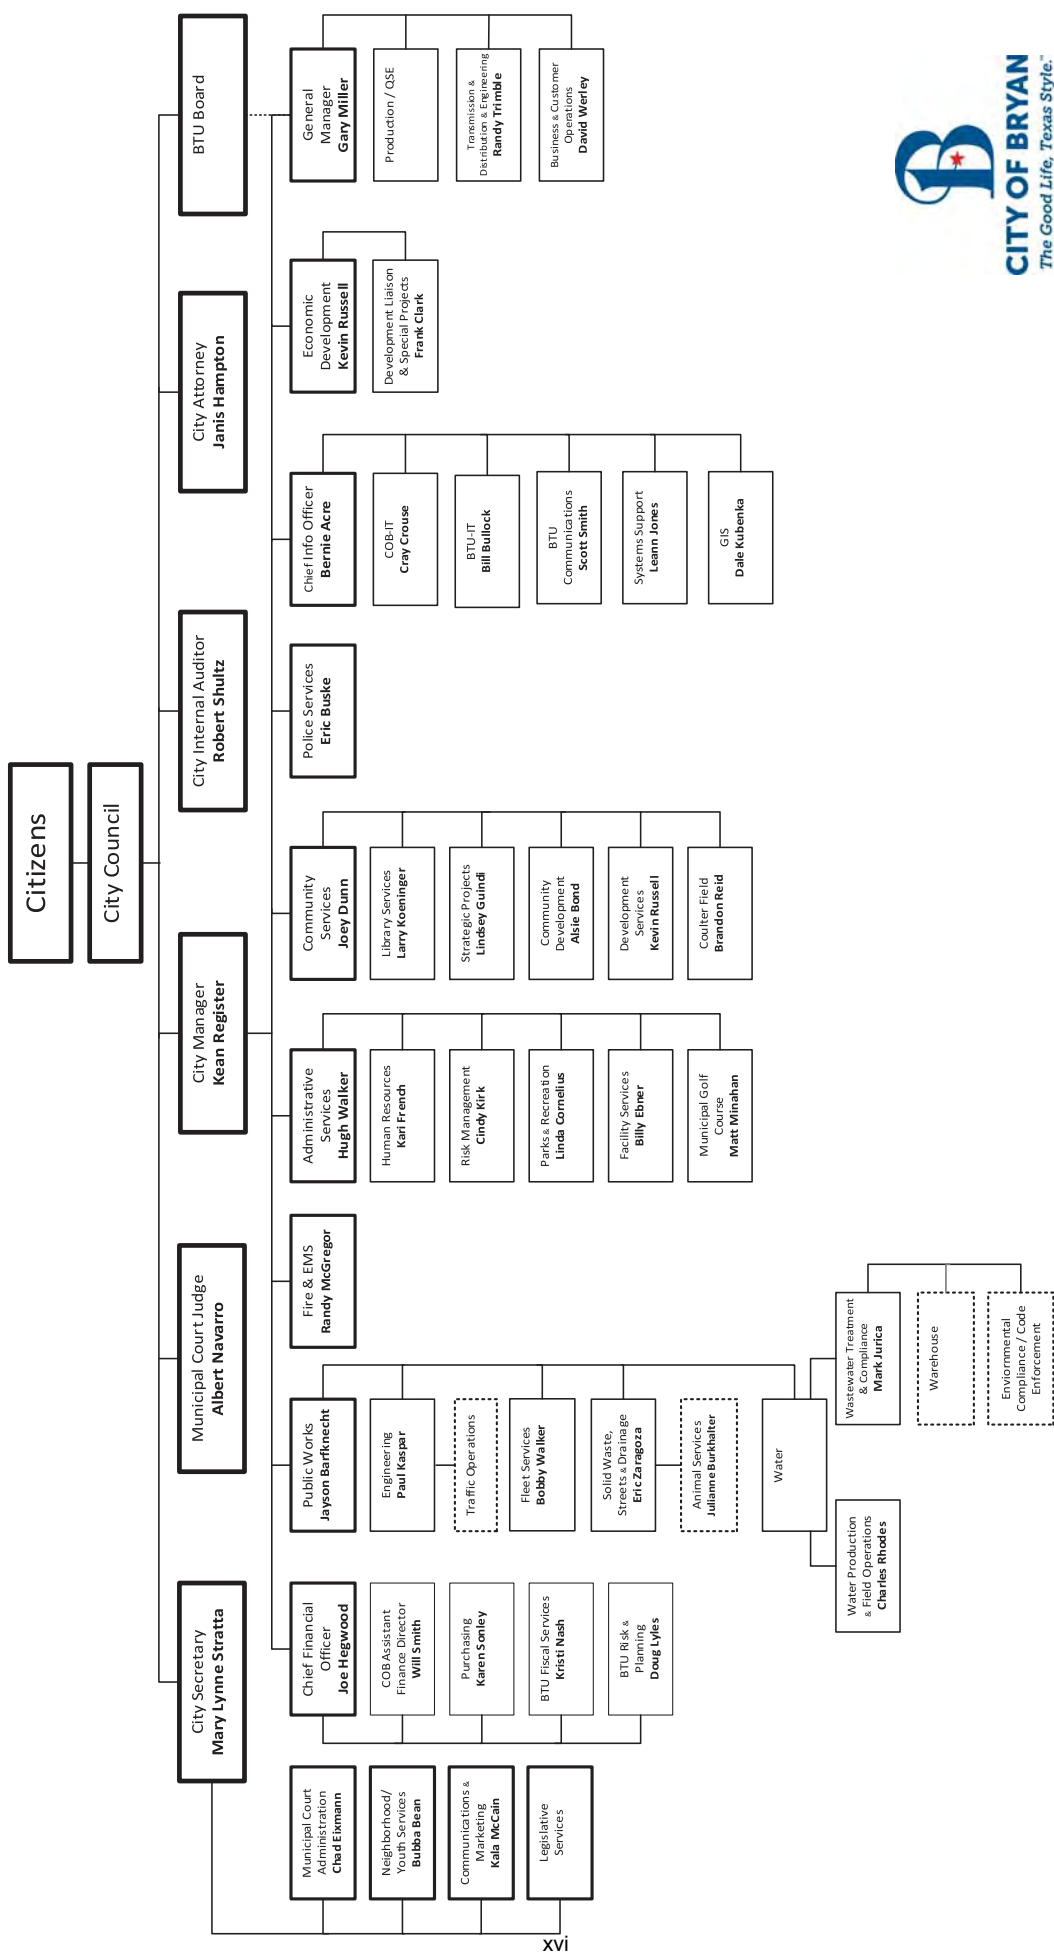 Citizens
City Council
City Secretary
Mary Lynne Stratta
Municipal Court Judge
Albert Navarro
City Manager
Kean Register
City Internal Auditor
Robert Shultz
City Attorney
Janis Hampton
BTU Board
Municipal Court
Administration
Chad Eixmann
Neighborhood/
Youth Services
Bubba Bean
Communications &
Marketing
Kala McCain
Legislative
Services
Chief Financial
Officer
Joe Hegwood
COB Assistant
Finance Director
Will Smith
Purchasing
Karen Sonley
BTU Fiscal Services
Kristi Nash
BTU Risk &
Planning
Doug Lyles
Public Works
Jayson Barfknecht
Engineering
Paul Kaspar
Traffic Operations
Fleet Services
Bobby Walker
Solid Waste,
Streets & Drainage
Eric Zaragoza
Animal Services
Julianne Burkhalter
Water
Water Production
& Field Operations
Charles Rhodes
Wastewater Treatment
& Compliance
Mark Jurica
Warehouse
Enviornmental
Compliance / Code
Enforcement
Fire & EMS
Randy McGregor
Administrative
Services
Hugh Walker
Human Resources
Kari French
Risk Management
Cindy Kirk
Parks & Recreation
Linda Cornelius
Facility Services
Billy Ebner
Municipal Golf
Course
Matt Minahan
Community
Services
Joey Dunn
Library Services
Larry Koeninger
Strategic Projects
Lindsey Guindi
Community
Development
Alsie Bond
Development
Services
Kevin Russell
Coulter Field
Brandon Reid
Police Services
Eric Buske
Chief Info Officer
Bernie Acre
COB-IT
Cray Crouse
BTU-IT
Bill Bullock
BTU
Communications
Scott Smith
Systems Support
Leann Jones
GIS
Dale Kubenka
Economic
Development
Kevin Russell
Development Liaison
& Special Projects
Frank Clark
General
Manager
Gary Miller
Production / QSE
Transmission &
Distribution & Engineering
Randy Trimble
Business & Customer
Operations
David Werley
B
CITY OF BRYAN
The Good Life, Texas Style.™
xvi